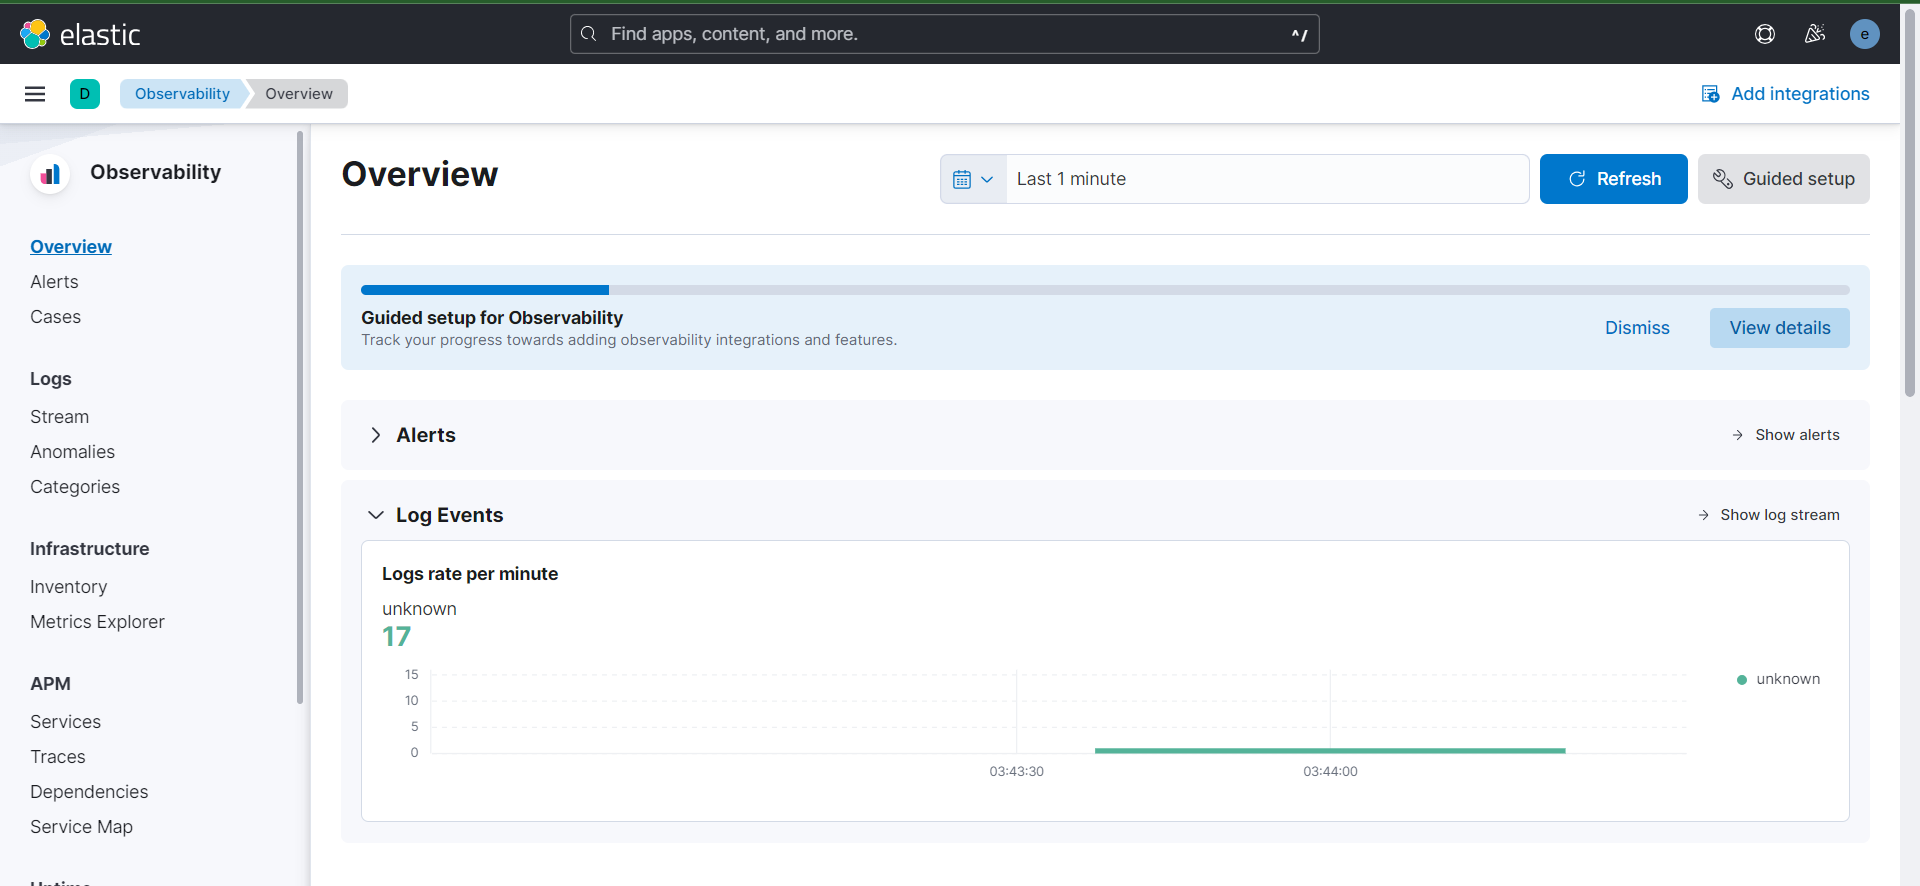 elastic
Find apps, content, and more.
^/
e
D
Observability
Overview
Add integrations
Observability
Overview
Alerts
Cases
Logs
Stream
Anomalies
Categories
Infrastructure
Inventory
Metrics Explorer
APM
Services
Traces
Dependencies
Service Map
Overview
Last 1 minute
Refresh
Guided setup
Guided setup for Observability
Track your progress towards adding observability integrations and features.
Dismiss
View details
Alerts
Show alerts
Log Events
Show log stream
Logs rate per minute
unknown
17
15
10
5
0
03:43:30
03:44:00
unknown